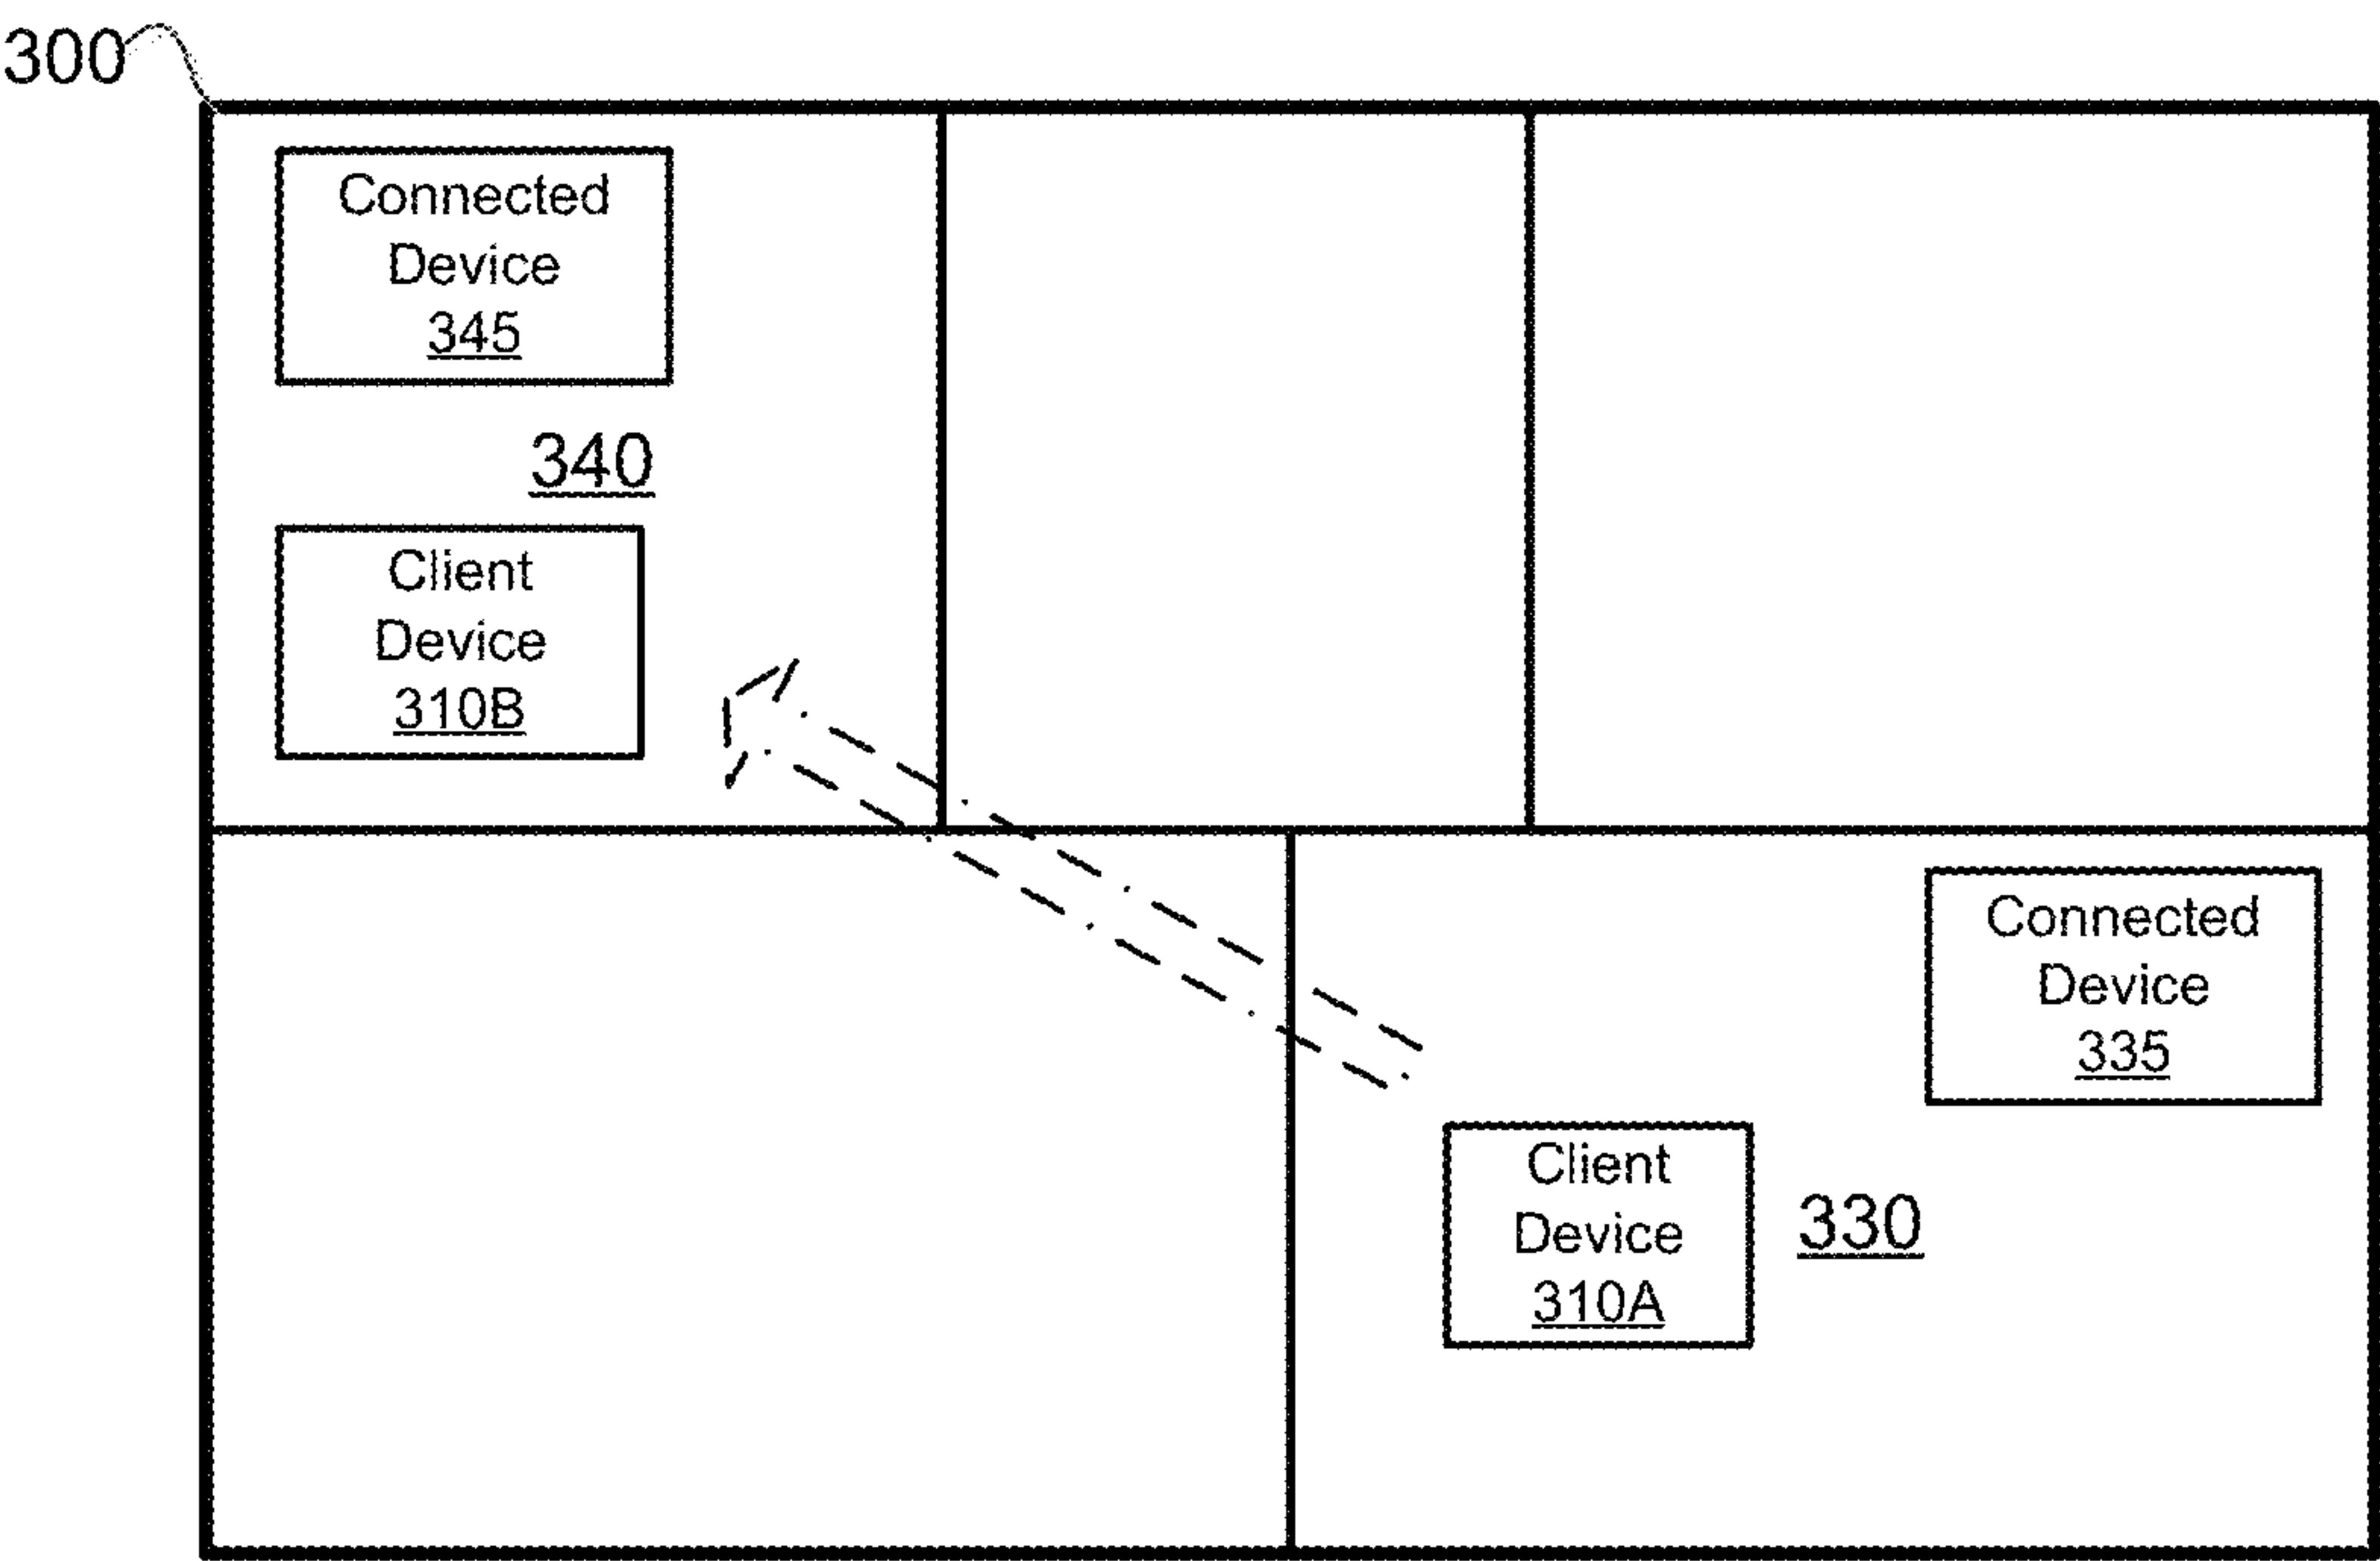 300
Connected
Device
345
340
Client
Device
310B
Connected
Device
335
Client
Device
310A
330